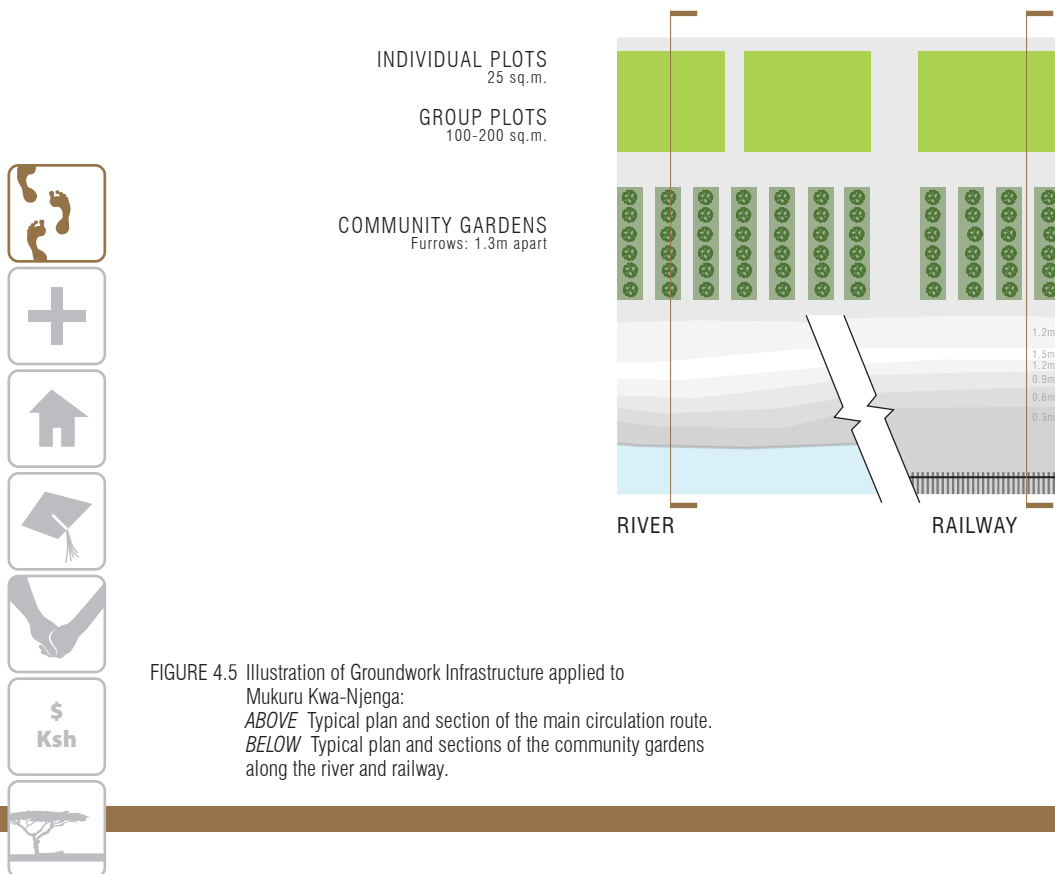 INDIVIDUAL PLOTS
25 sq.m.
GROUP PLOTS
100-200 sq.m.
COMMUNITY GARDENS
Furrows: 1.3m apart
1.2m
1.5m
1.2m
0.9m
0.6m
0.3m
RIVER
RAILWAY
$
Ksh
FIGURE 4.5 Illustration of Groundwork Infrastructure applied to
Mukuru Kwa-Njenga:
ABOVE Typical plan and section of the main circulation route.
BELOW Typical plan and sections of the community gardens
along the river and railway.